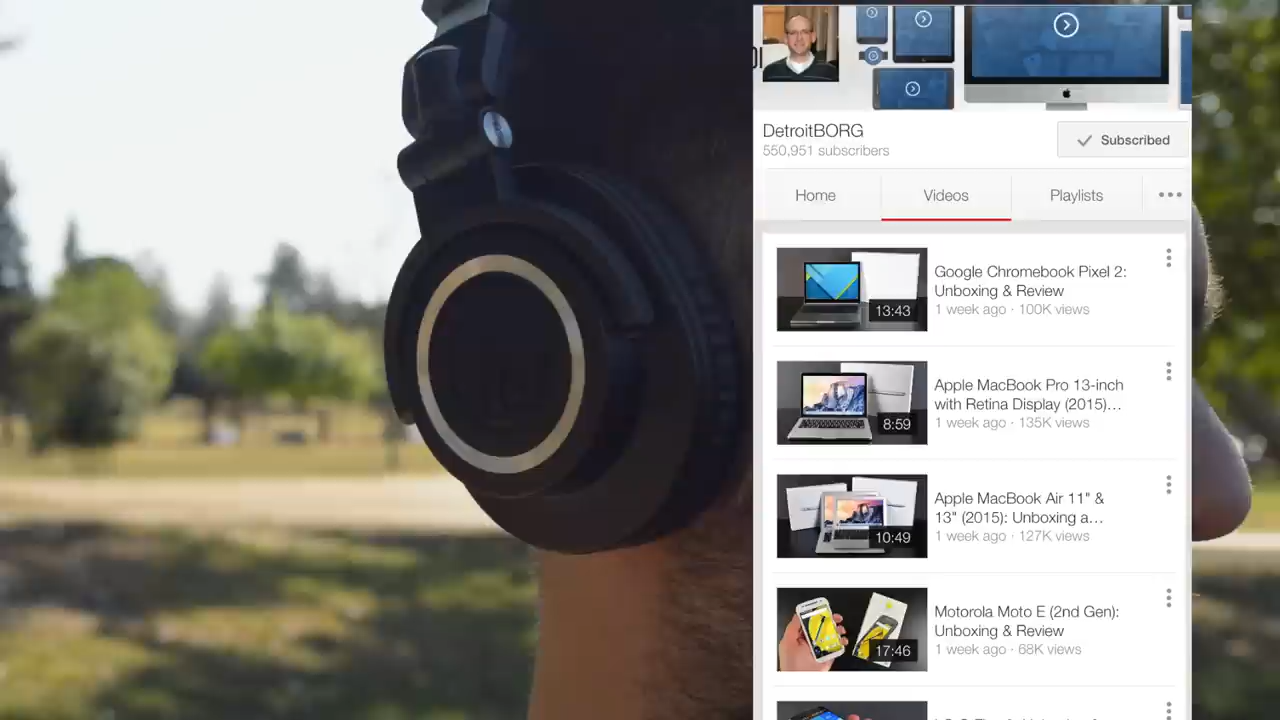 DetroitBORG
550,951 subscribers
Subscribed
Home
Videos
Playlists
Google Chromebook Pixel 2:
Unboxing & Review
1 week ago · 100K views
13:43
Apple MacBook Pro 13-inch
with Retina Display (2015)…
1 week ago · 135K views
8:59
Apple MacBook Air 11" &
13" (2015): Unboxing a…
1 week ago · 127K views
10:49
Motorola Moto E (2nd Gen):
Unboxing & Review
1 week ago · 68K views
17:46